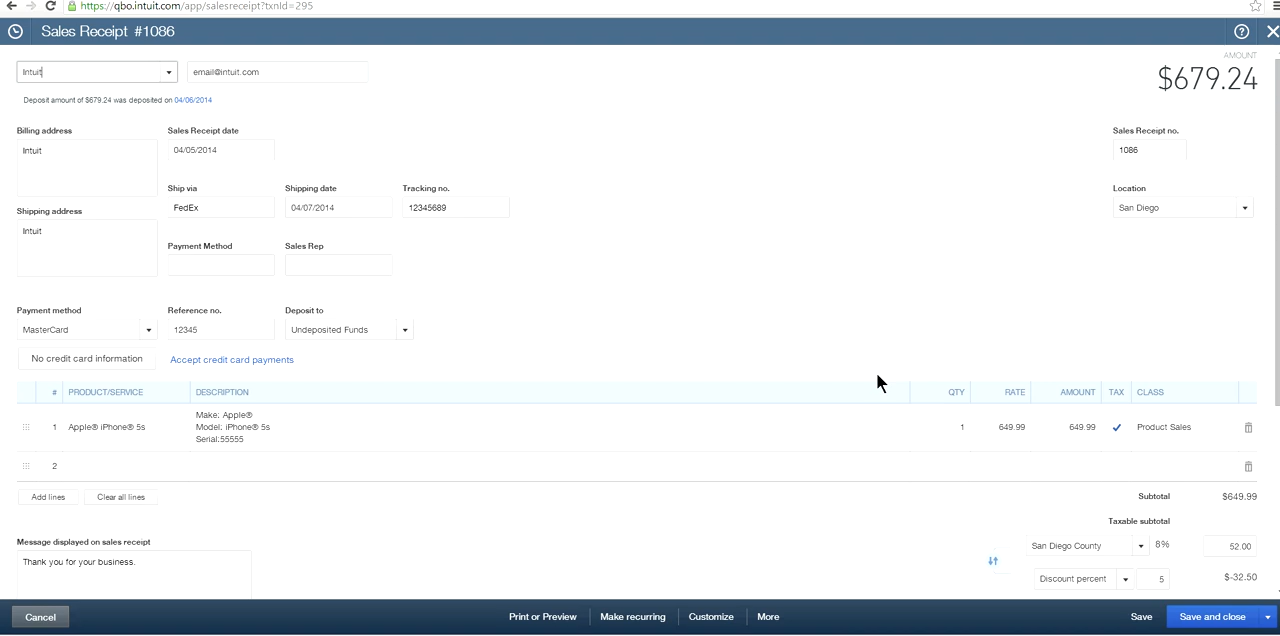 https://qbo.intuit.com/app/salesreceipt?txnId=295
Sales Receipt #1086
AMOUNT
Intuit
email@intuit.com
$679.24
Deposit amount of $679.24 was deposited on 04/06/2014
Billing address
Sales Receipt date
Sales Receipt no.
Intuit
04/05/2014
1086
Ship via
Shipping date
Tracking no.
Location
FedEx
04/07/2014
12345689
San Diego
Shipping address
Intuit
Payment Method
Sales Rep
Payment method
Reference no.
Deposit to
MasterCard
12345
Undeposited Funds
No credit card information
Accept credit card payments
# PRODUCT/SERVICE DESCRIPTION QTY RATE AMOUNT TAX CLASS
1 Apple® iPhone® 5s
Make: Apple®
Model: iPhone® 5s
Serial:55555
1 649.99 649.99 ✓ Product Sales
2
Add lines
Clear all lines
Subtotal $649.99
Taxable subtotal
Message displayed on sales receipt
San Diego County 8% 52.00
Thank you for your business.
Discount percent 5 $-32.50
Cancel
Print or Preview
Make recurring
Customize
More
Save
Save and close